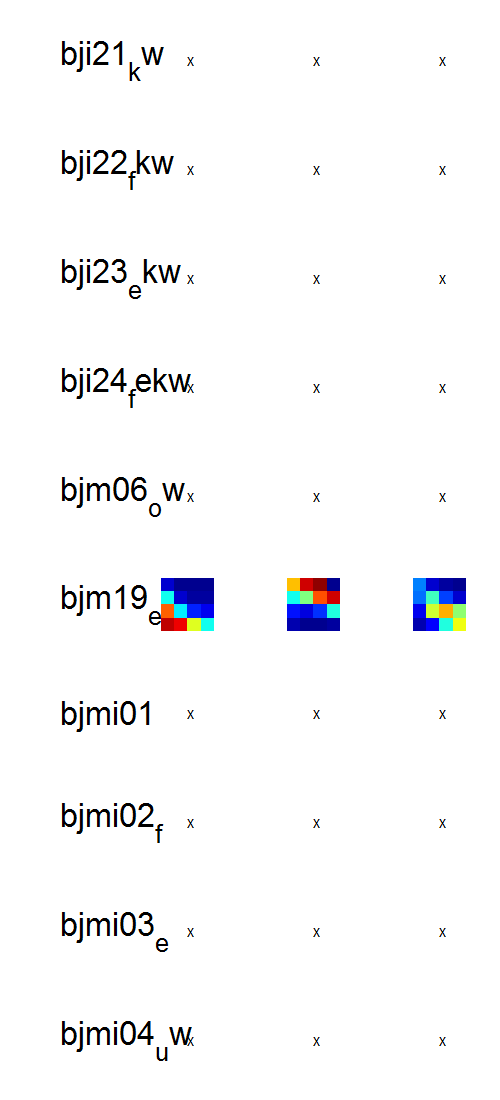 bji21_kw x x x
bji22_fkw x x x
bji23_ekw x x x
bji24_fekw x x x
bjm06_ow x x x
bjm19_e
bjmi01 x x x
bjmi02_f x x x
bjmi03_e x x x
bjmi04_uw x x x